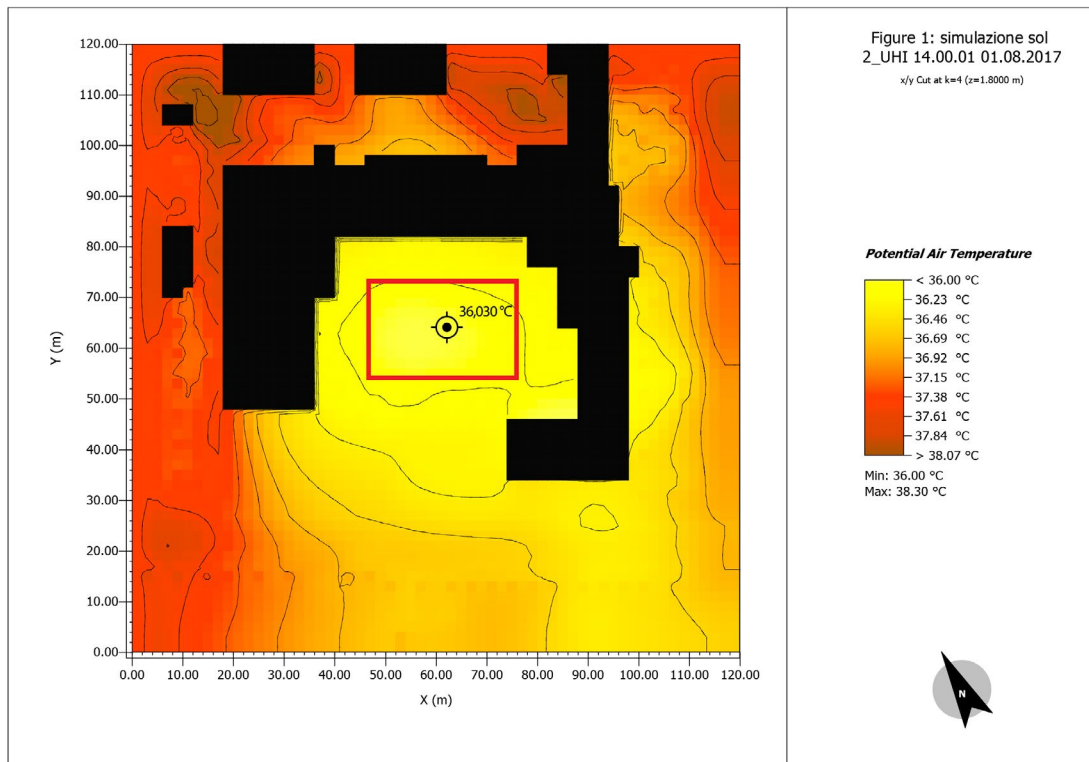 Figure 1: simulazione sol
2_UHI 14.00.01 01.08.2017
x/y Cut at k=4 (z=1.8000 m)
120.00
110.00
100.00
90.00
80.00
70.00
60.00
50.00
40.00
30.00
20.00
10.00
0.00
Y (m)
36,030 °C
0.00 10.00 20.00 30.00 40.00 50.00 60.00 70.00 80.00 90.00 100.00 110.00 120.00
X (m)
Potential Air Temperature
< 36.00 °C
36.23 °C
36.46 °C
36.69 °C
36.92 °C
37.15 °C
37.38 °C
37.61 °C
37.84 °C
> 38.07 °C
Min: 36.00 °C
Max: 38.30 °C
N